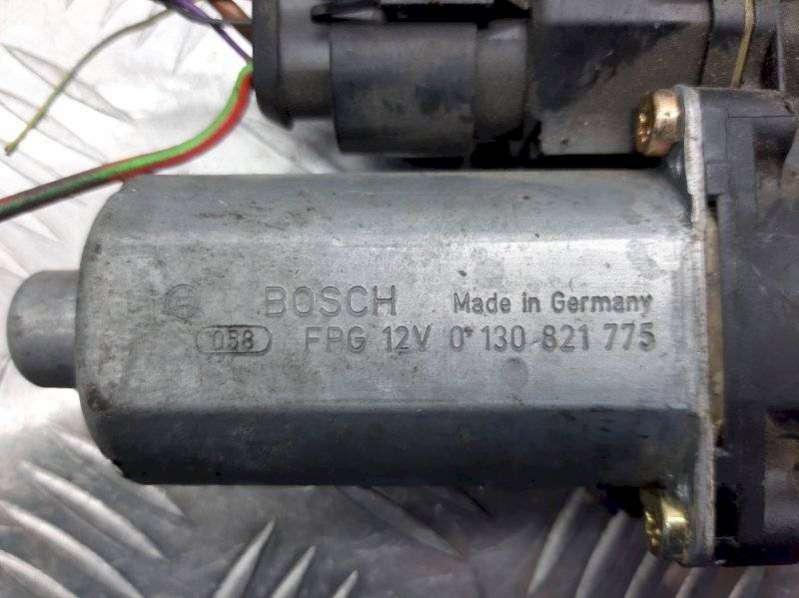 BOSCH Made in Germany
058 FPG 12V 0 130 821 775